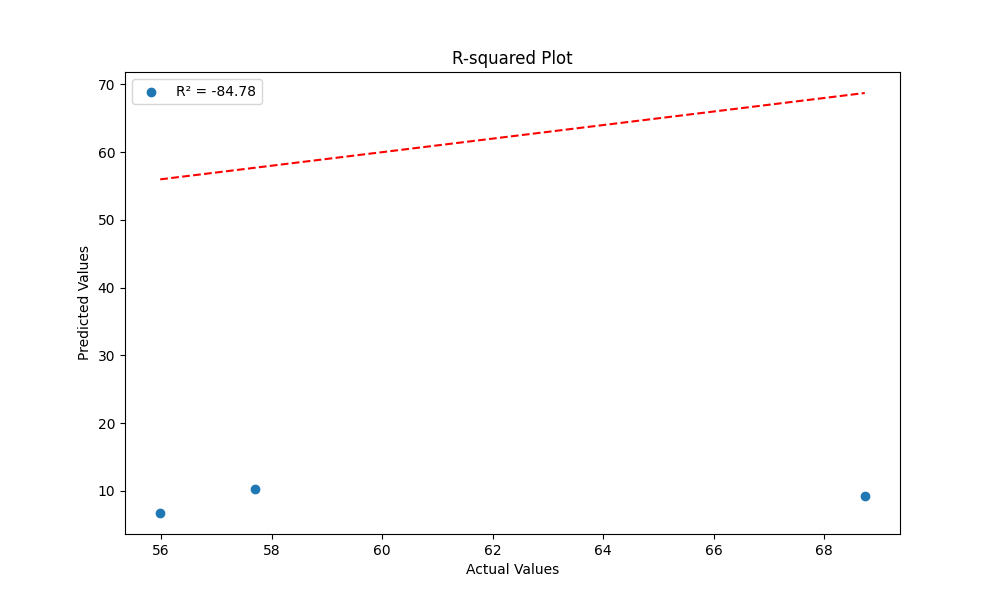 R-squared Plot
R² = -84.78
Predicted Values
70
60
50
40
30
20
10
56 58 60 62 64 66 68
Actual Values